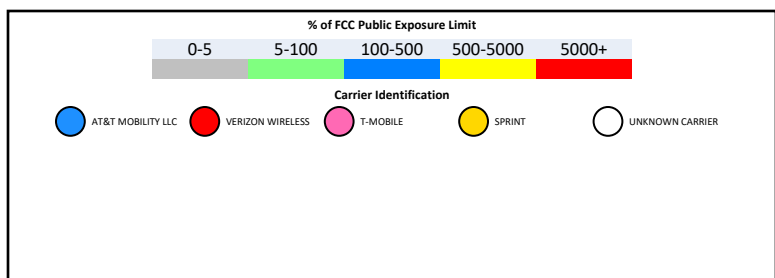 % of FCC Public Exposure Limit
0-5 5-100 100-500 500-5000 5000+
Carrier Identification
AT&T MOBILITY LLC VERIZON WIRELESS T-MOBILE SPRINT UNKNOWN CARRIER